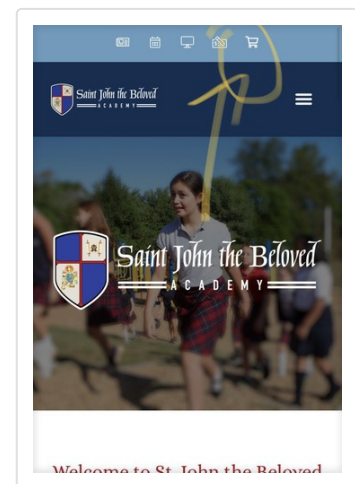 Saint John the Beloved
ACADEMY
Saint John the Beloved
ACADEMY
Welcome to St. John the Beloved